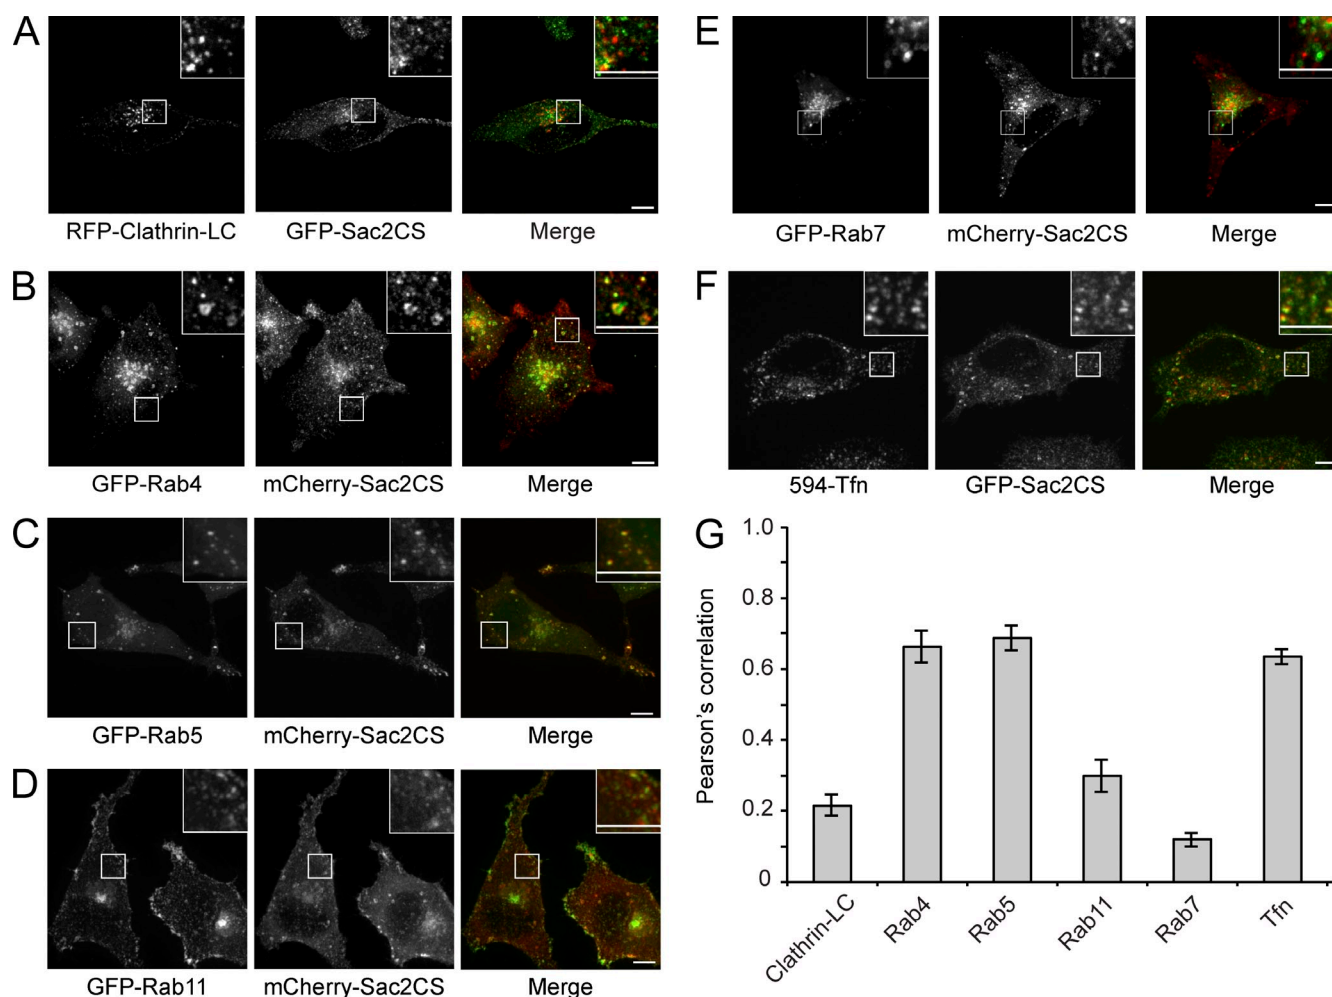 A
RFP-Clathrin-LC GFP-Sac2CS Merge
B
GFP-Rab4 mCherry-Sac2CS Merge
C
GFP-Rab5 mCherry-Sac2CS Merge
D
GFP-Rab11 mCherry-Sac2CS Merge
E
GFP-Rab7 mCherry-Sac2CS Merge
F
594-Tfn GFP-Sac2CS Merge
G
Pearson's correlation
1.0
0.8
0.6
0.4
0.2
0
Clathrin-LC
Rab4
Rab5
Rab11
Rab7
Tfn